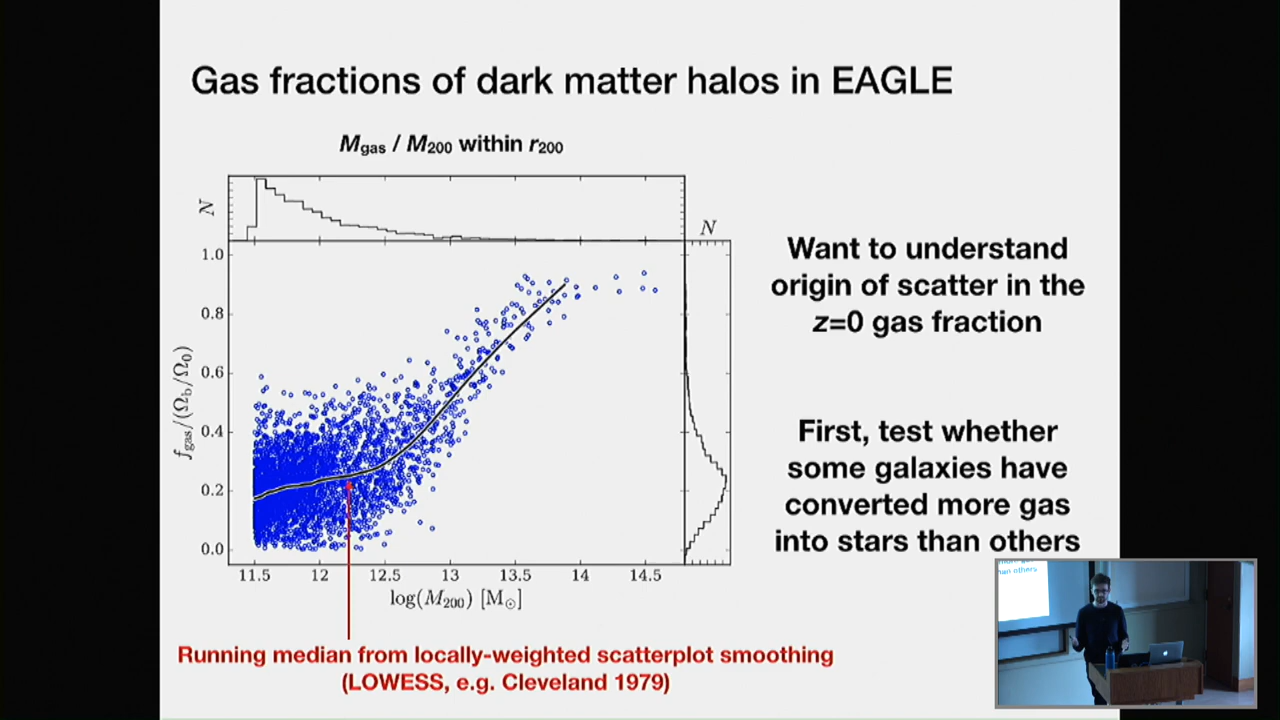 Gas fractions of dark matter halos in EAGLE
Mgas / M200 within r200
N
N
1.0
0.8
0.6
0.4
0.2
0.0
fgas/(Ωb/Ω0)
11.5 12 12.5 13 13.5 14 14.5
log(M200) [M⊙]
Want to understand
origin of scatter in the
z=0 gas fraction
First, test whether
some galaxies have
converted more gas
into stars than others
Running median from locally-weighted scatterplot smoothing
(LOWESS, e.g. Cleveland 1979)
than others